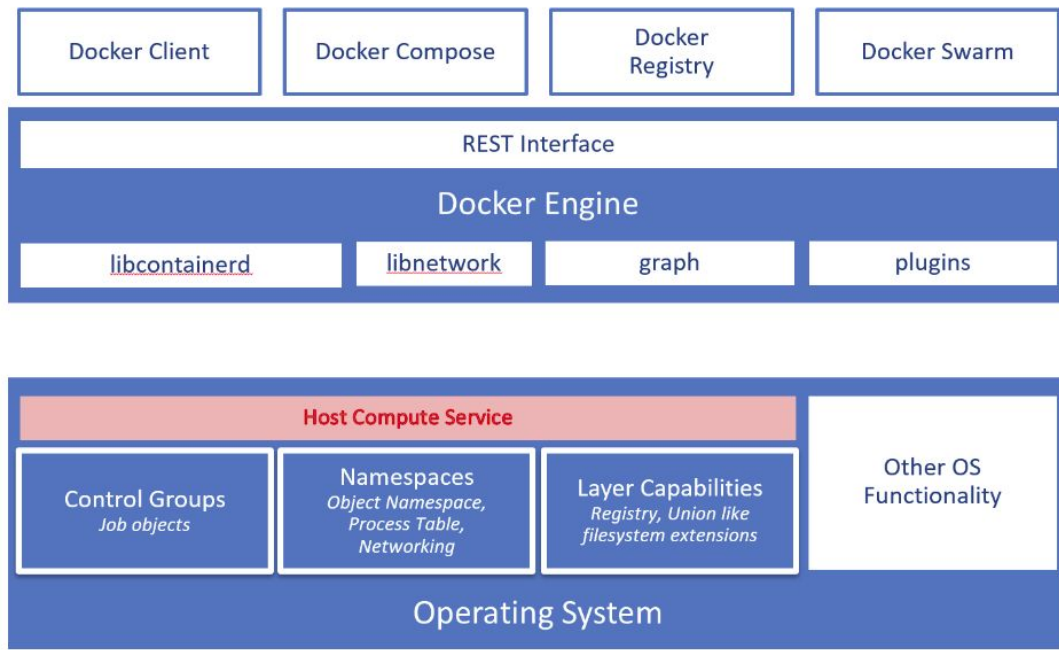 Docker Client
Docker Compose
Docker
Registry
Docker Swarm
REST Interface
Docker Engine
libcontainerd
libnetwork
graph
plugins
Host Compute Service
Control Groups
Job objects
Namespaces
Object Namespace,
Process Table,
Networking
Layer Capabilities
Registry, Union like
filesystem extensions
Other OS
Functionality
Operating System